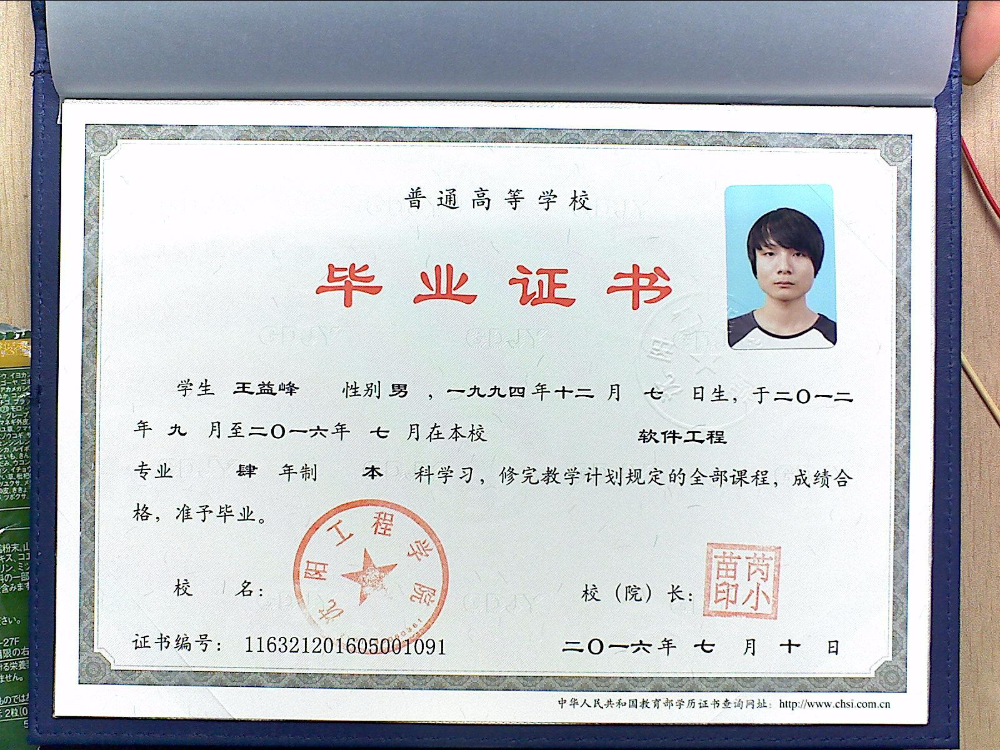 普通高等学校
毕业证书
学生 王益峰 性别 男 ，一九九四年十二月 七 日生，于二〇一二
年 九 月至二〇一六年 七 月在本校 软件工程
专业 肆 年制 本 科学习，修完教学计划规定的全部课程，成绩合
格，准予毕业。
工程学院
校 名：
校（院）长：
芮小
苗印
证书编号： 116321201605001091
二〇一六年 七 月 十 日
中华人民共和国教育部学历证书查询网址：http://www.chsi.com.cn